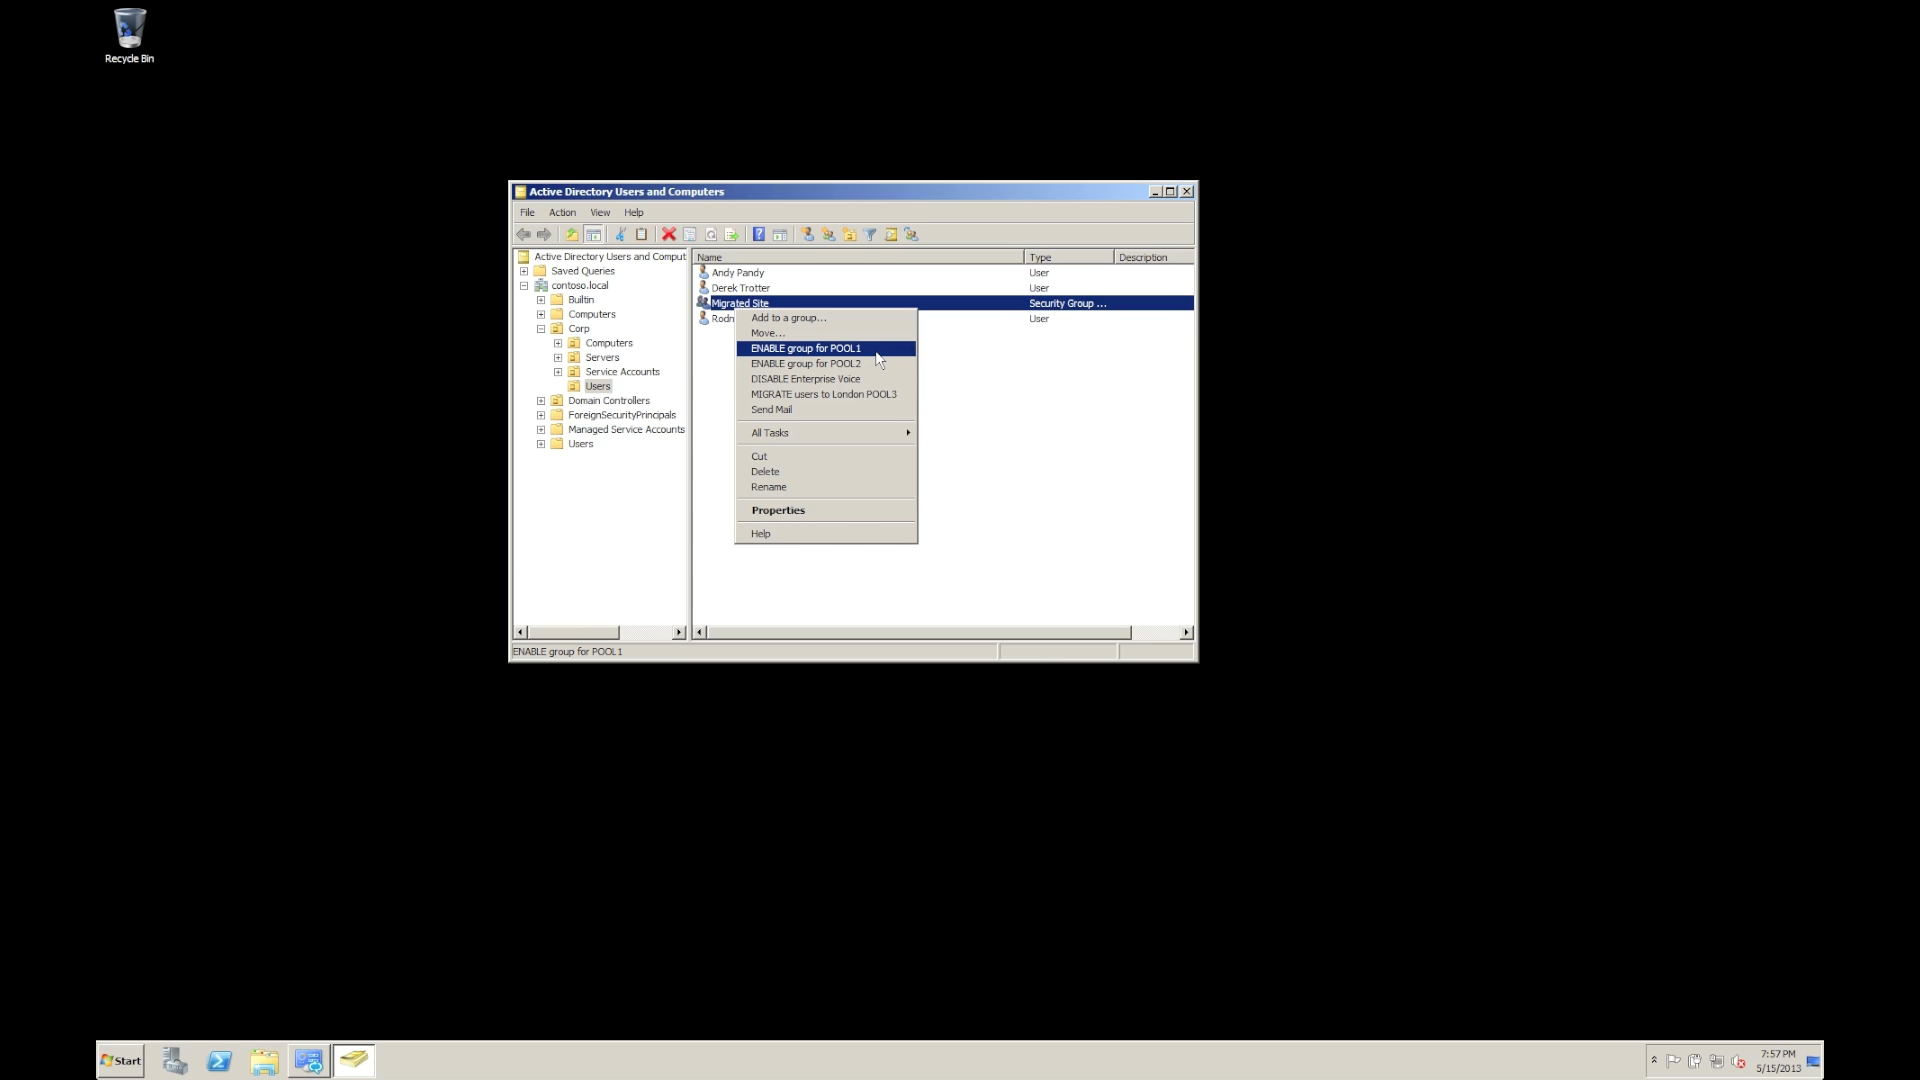 Recycle Bin
Active Directory Users and Computers
File Action View Help
Active Directory Users and Comput
Saved Queries
contoso.local
Builtin
Computers
Corp
Computers
Servers
Service Accounts
Users
Domain Controllers
ForeignSecurityPrincipals
Managed Service Accounts
Users
Name Type Description
Andy Pandy User
Derek Trotter User
Migrated Site Security Group ...
Rodn User
Add to a group...
Move...
ENABLE group for POOL1
ENABLE group for POOL2
DISABLE Enterprise Voice
MIGRATE users to London POOL3
Send Mail
All Tasks
Cut
Delete
Rename
Properties
Help
ENABLE group for POOL1
Start
7:57 PM
5/15/2013